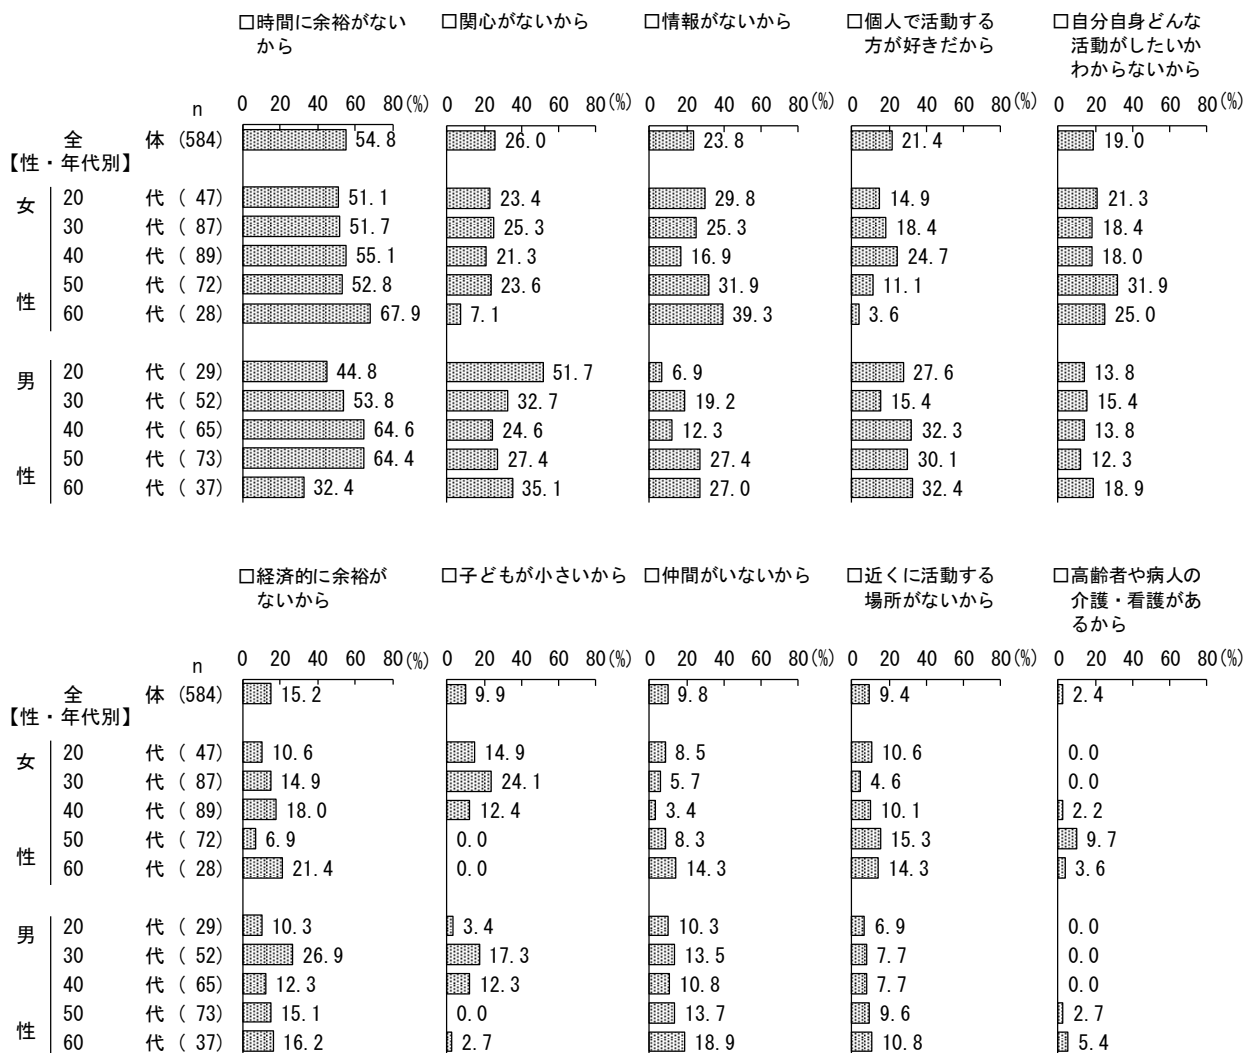 □時間に余裕がない □関心がないから □情報がないから □個人で活動する □自分自身どんな
から 方が好きだから 活動がしたいか
わからないから
n 0 20 40 60 80(%) 0 20 40 60 80(%) 0 20 40 60 80(%) 0 20 40 60 80(%) 0 20 40 60 80(%)
全 体 (584) 54.8 26.0 23.8 21.4 19.0
【性・年代別】
女 20 代 ( 47) 51.1 23.4 29.8 14.9 21.3
30 代 ( 87) 51.7 25.3 25.3 18.4 18.4
40 代 ( 89) 55.1 21.3 16.9 24.7 18.0
性 50 代 ( 72) 52.8 23.6 31.9 11.1 31.9
60 代 ( 28) 67.9 7.1 39.3 3.6 25.0
男 20 代 ( 29) 44.8 51.7 6.9 27.6 13.8
30 代 ( 52) 53.8 32.7 19.2 15.4 15.4
40 代 ( 65) 64.6 24.6 12.3 32.3 13.8
性 50 代 ( 73) 64.4 27.4 27.4 30.1 12.3
60 代 ( 37) 32.4 35.1 27.0 32.4 18.9
□経済的に余裕が □子どもが小さいから □仲間がいないから □近くに活動する □高齢者や病人の
ないから 場所がないから 介護・看護があ
るから
n 0 20 40 60 80(%) 0 20 40 60 80(%) 0 20 40 60 80(%) 0 20 40 60 80(%) 0 20 40 60 80(%)
全 体 (584) 15.2 9.9 9.8 9.4 2.4
【性・年代別】
女 20 代 ( 47) 10.6 14.9 8.5 10.6 0.0
30 代 ( 87) 14.9 24.1 5.7 4.6 0.0
40 代 ( 89) 18.0 12.4 3.4 10.1 2.2
性 50 代 ( 72) 6.9 0.0 8.3 15.3 9.7
60 代 ( 28) 21.4 0.0 14.3 14.3 3.6
男 20 代 ( 29) 10.3 3.4 10.3 6.9 0.0
30 代 ( 52) 26.9 17.3 13.5 7.7 0.0
40 代 ( 65) 12.3 12.3 10.8 7.7 0.0
性 50 代 ( 73) 15.1 0.0 13.7 9.6 2.7
60 代 ( 37) 16.2 2.7 18.9 10.8 5.4